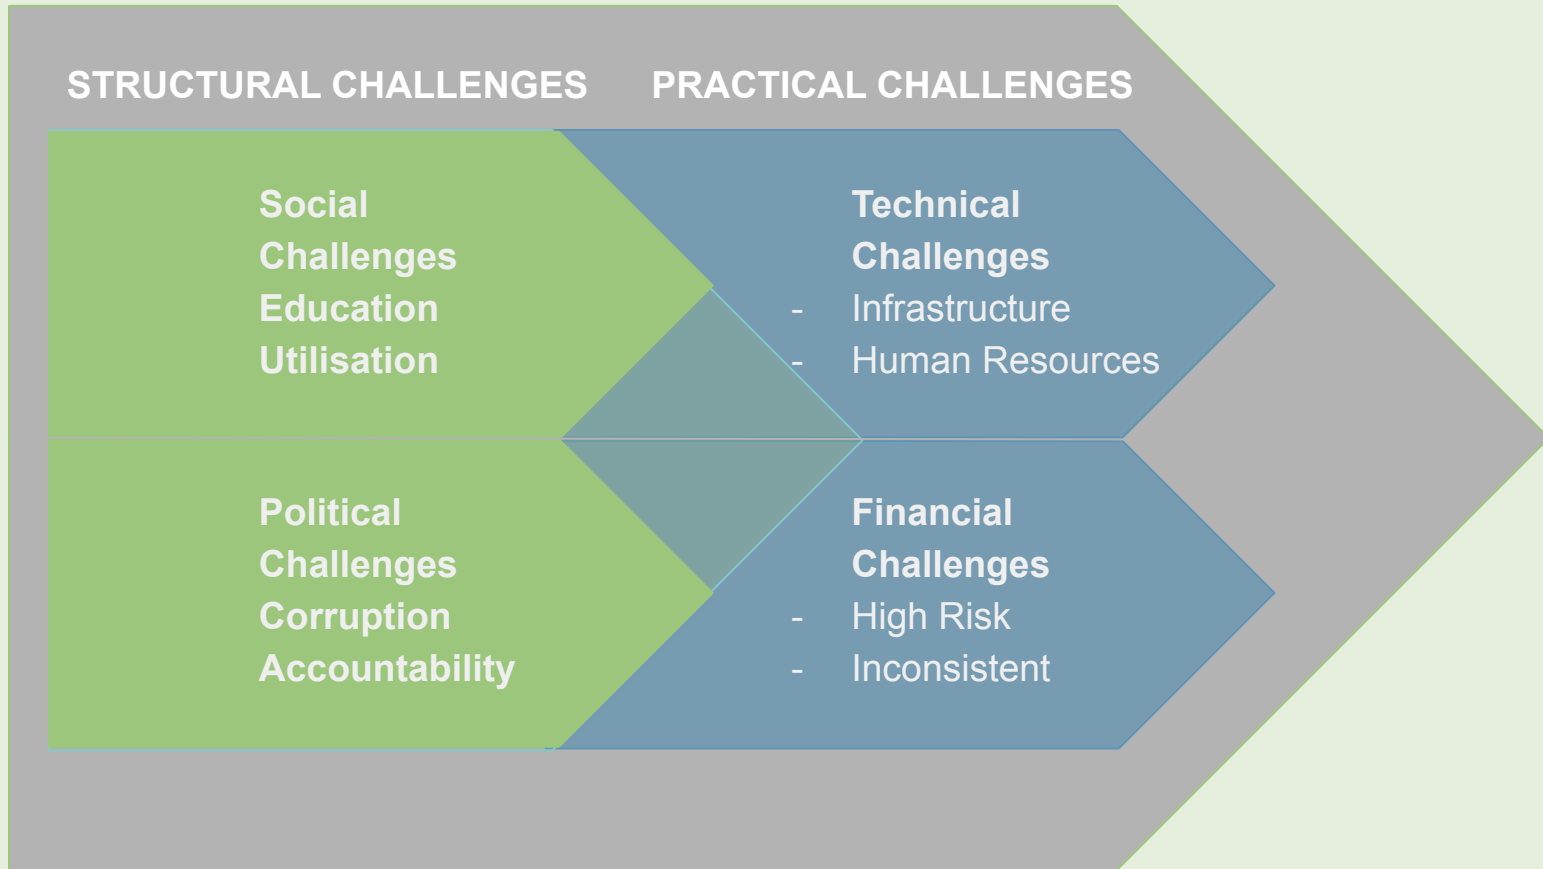 STRUCTURAL CHALLENGES
PRACTICAL CHALLENGES
Social
Challenges
Education
Utilisation
Technical
Challenges
- Infrastructure
- Human Resources
Political
Challenges
Corruption
Accountability
Financial
Challenges
- High Risk
- Inconsistent